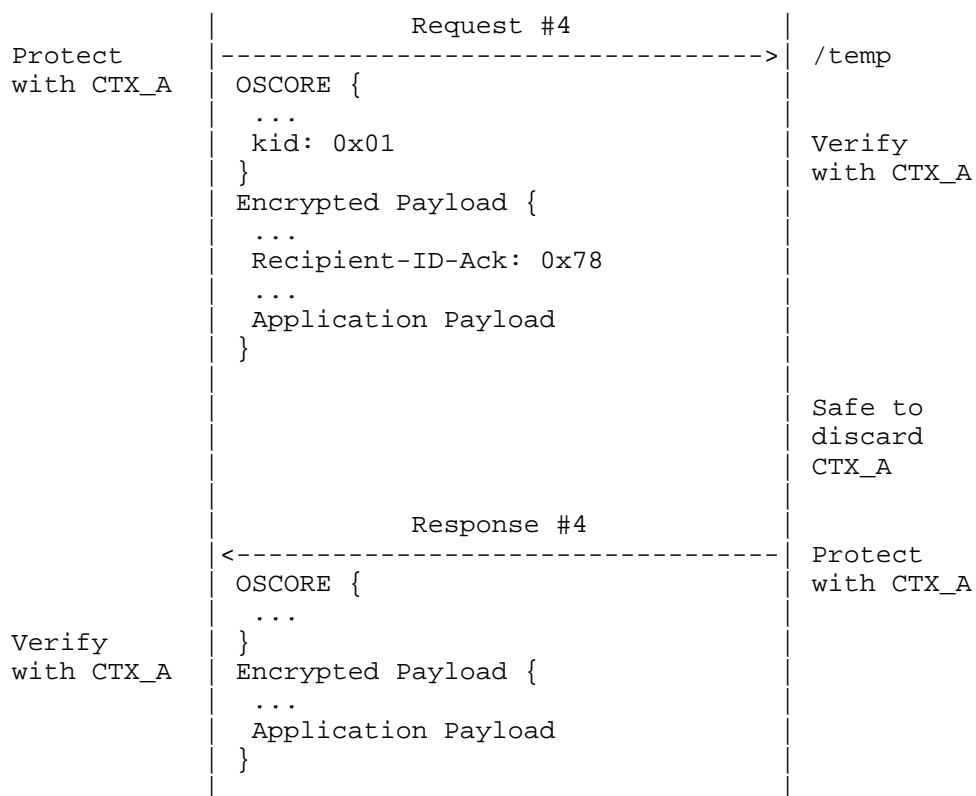 |            Request #4             |
Protect         |---------------------------------->| /temp
with CTX_A      | OSCORE {                          |
                |  ...                              |
                |  kid: 0x01                        | Verify
                | }                                 | with CTX_A
                | Encrypted Payload {               |
                |  ...                              |
                |  Recipient-ID-Ack: 0x78           |
                |  ...                              |
                |  Application Payload              |
                | }                                 |
                |                                   |
                |                                   | Safe to
                |                                   | discard
                |                                   | CTX_A
                |                                   |
                |            Response #4            |
                |<----------------------------------| Protect
                | OSCORE {                          | with CTX_A
                |  ...                              |
Verify          | }                                 |
with CTX_A      | Encrypted Payload {               |
                |  ...                              |
                |  Application Payload              |
                | }                                 |
                |                                   |